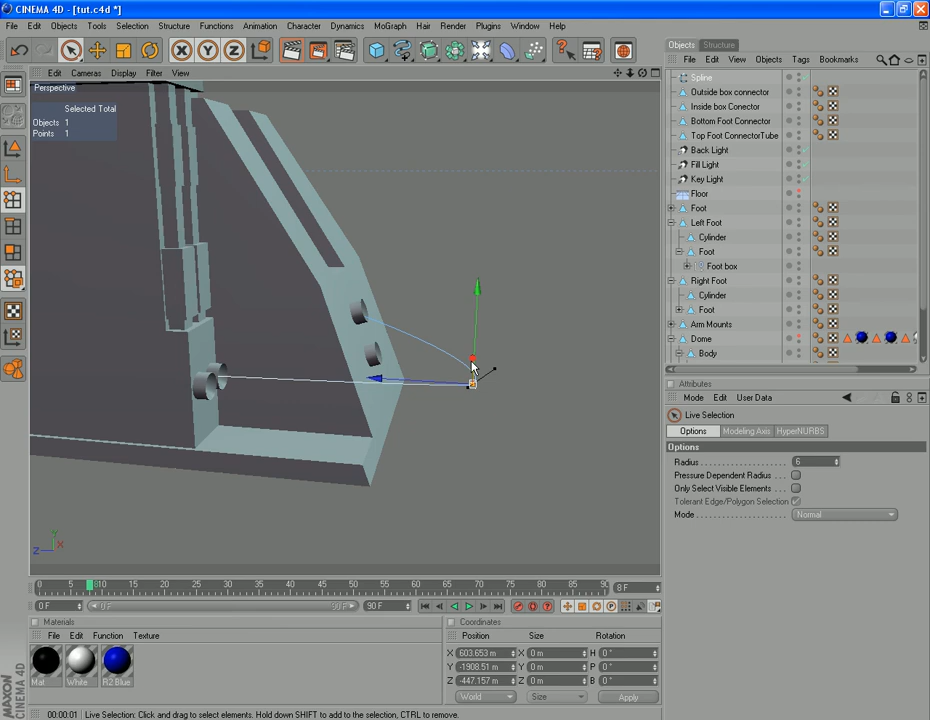 CINEMA 4D - [tut.c4d *]
File Edit Objects Tools Selection Structure Functions Animation Character Dynamics MoGraph Hair Render Plugins Window Help
Edit Cameras Display Filter View
Perspective
Selected Total
Objects 1
Points 1
Y
Z X
Objects Structure
File Edit View Objects Tags Bookmarks
Spline
Outside box connector
Inside box Conector
Bottom Foot Connector
Top Foot ConnectorTube
Back Light
Fill Light
Key Light
Floor
Foot
Left Foot
Cylinder
Foot
Foot box
Right Foot
Cylinder
Foot
Arm Mounts
Dome
Body
Attributes
Mode Edit User Data
Live Selection
Options Modeling Axis HyperNURBS
Options
Radius 6
Pressure Dependent Radius
Only Select Visible Elements
Tolerant Edge/Polygon Selection
Mode Normal
0 5 10 15 20 25 30 35 40 45 50 55 60 65 70 75 80 85 90
8 F
0 F 0 F 90 F 90 F
Materials
File Edit Function Texture
Mat White R2 Blue
Coordinates
Position Size Rotation
X 603.653 m X 0 m H 0 °
Y -1908.51 m Y 0 m P 0 °
Z -447.157 m Z 0 m B 0 °
World Size Apply
MAXON
CINEMA 4D
00:00:01 Live Selection: Click and drag to select elements. Hold down SHIFT to add to the selection, CTRL to remove.